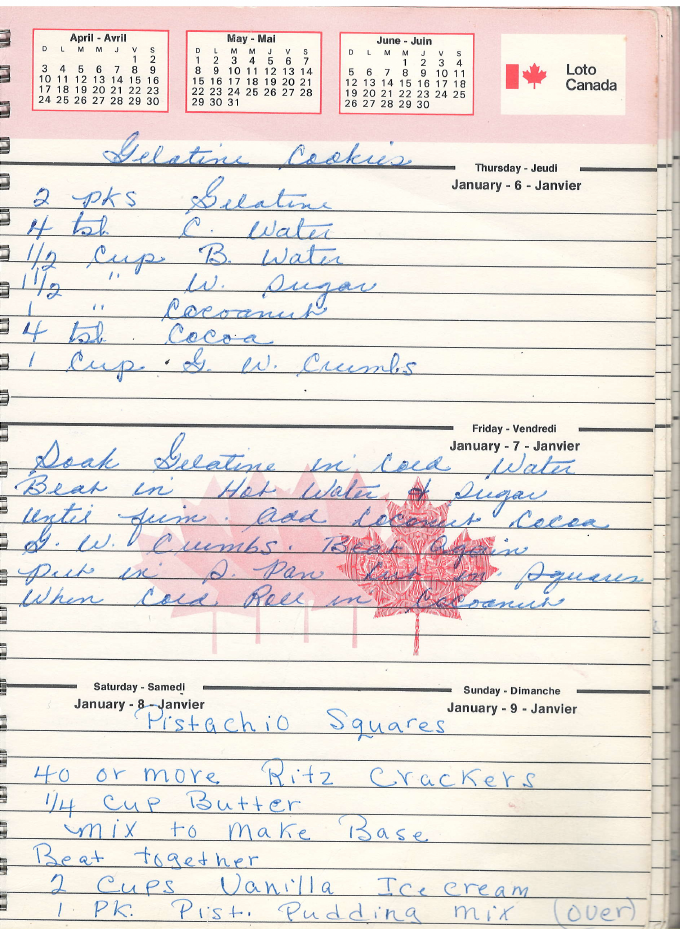 April - Avril
D L M M J V S
1 2
3 4 5 6 7 8 9
10 11 12 13 14 15 16
17 18 19 20 21 22 23
24 25 26 27 28 29 30
May - Mai
D L M M J V S
1 2 3 4 5 6 7
8 9 10 11 12 13 14
15 16 17 18 19 20 21
22 23 24 25 26 27 28
29 30 31
June - Juin
D L M M J V S
1 2 3 4
5 6 7 8 9 10 11
12 13 14 15 16 17 18
19 20 21 22 23 24 25
26 27 28 29 30
Loto
Canada
Gelatine Cookies
Thursday - Jeudi
January - 6 - Janvier
2 pks Gelatine
4 tsb C. Water
1/2 Cup B. Water
1 1/2 " W. Sugar
1 " Cocoanut
4 tsb Cocoa
1 Cup. G. W. Crumbs
Friday - Vendredi
January - 7 - Janvier
Soak Gelatine in Cold Water
Beat in Hot Water & Sugar
until firm. add Coconut Cocoa
G. W. Crumbs. Beat Again
put in S. Pan Cut in Squares
When Cold Roll in Cocoanut
Saturday - Samedi
January - 8 - Janvier
Sunday - Dimanche
January - 9 - Janvier
Pistachio Squares
40 or more Ritz Crackers
1/4 Cup Butter
mix to make Base
Beat together
2 Cups Vanilla Ice cream
1 PK. Pist. Pudding mix (over)